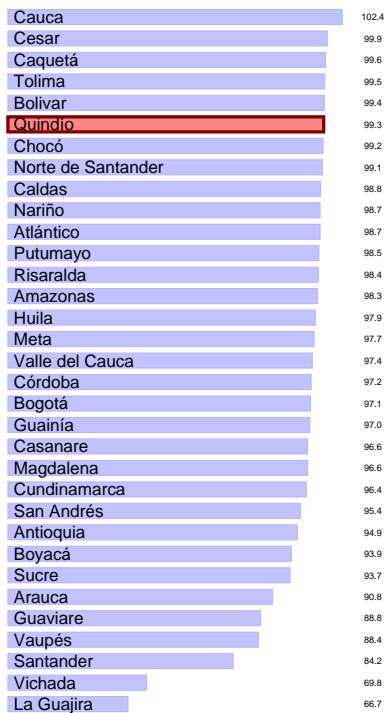 Cauca 102.4
Cesar 99.9
Caquetá 99.6
Tolima 99.5
Bolivar 99.4
Quindío 99.3
Chocó 99.2
Norte de Santander 99.1
Caldas 98.8
Nariño 98.7
Atlántico 98.7
Putumayo 98.5
Risaralda 98.4
Amazonas 98.3
Huila 97.9
Meta 97.7
Valle del Cauca 97.4
Córdoba 97.2
Bogotá 97.1
Guainía 97.0
Casanare 96.6
Magdalena 96.6
Cundinamarca 96.4
San Andrés 95.4
Antioquia 94.9
Boyacá 93.9
Sucre 93.7
Arauca 90.8
Guaviare 88.8
Vaupés 88.4
Santander 84.2
Vichada 69.8
La Guajira 66.7